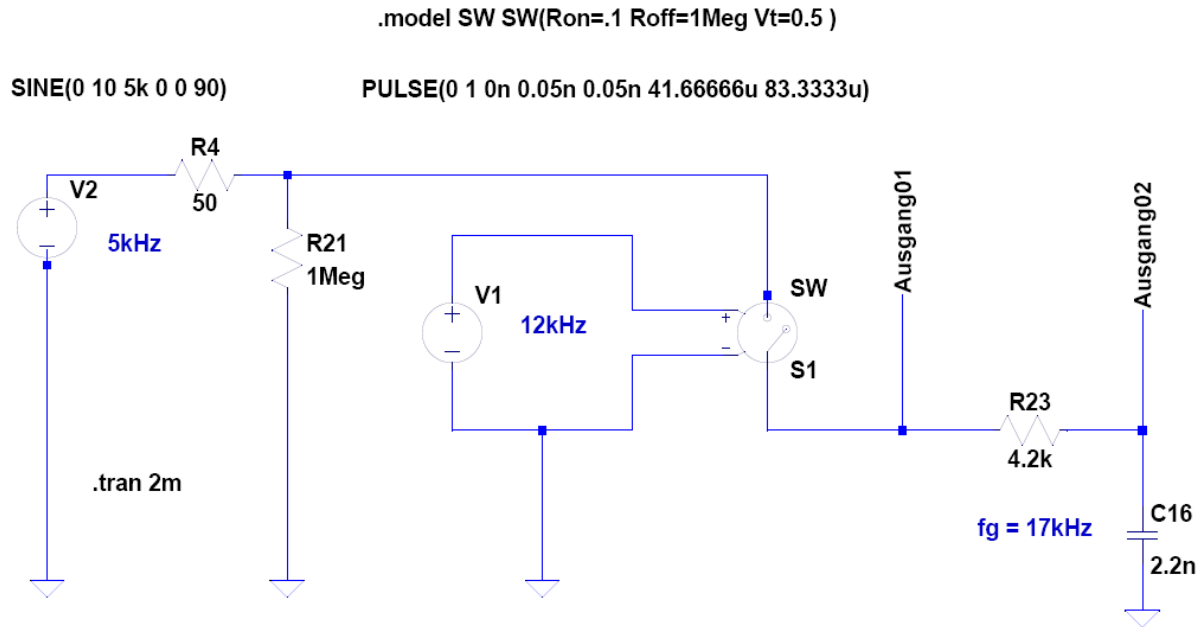 .model SW SW(Ron=.1 Roff=1Meg Vt=0.5 )
SINE(0 10 5k 0 0 90)
PULSE(0 1 0n 0.05n 0.05n 41.66666u 83.3333u)
R4
50
V2
5kHz
R21
1Meg
V1
12kHz
SW
S1
Ausgang01
Ausgang02
R23
4.2k
.tran 2m
fg = 17kHz
C16
2.2n